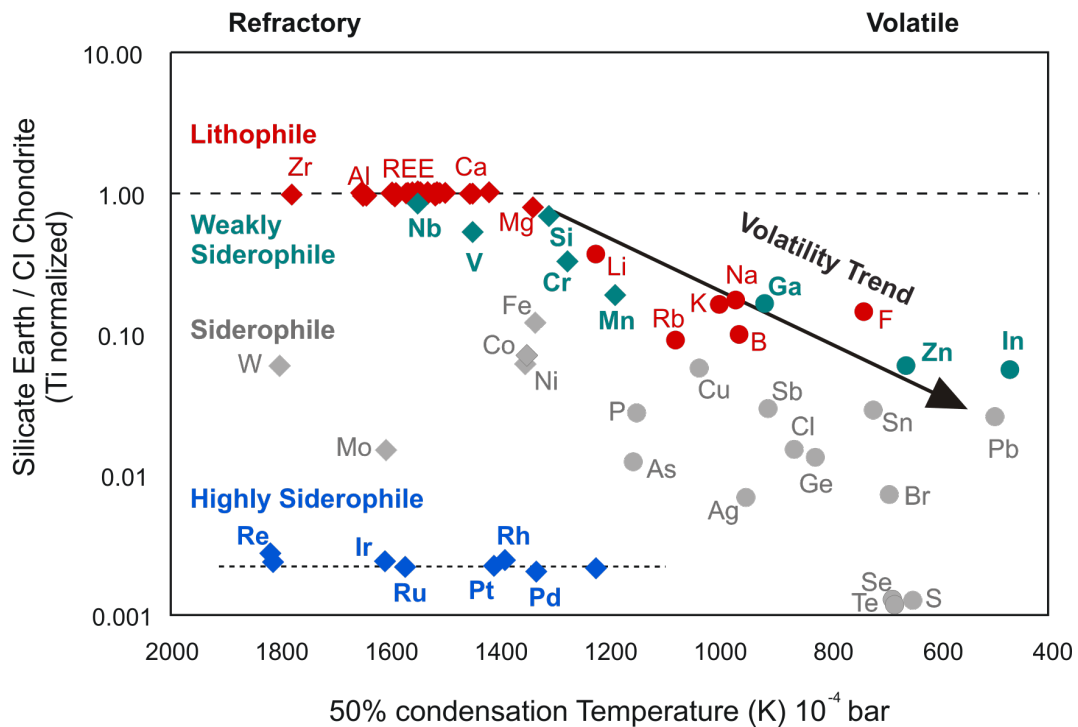 Refractory
Volatile
10.00
1.00
0.10
0.01
0.001
Silicate Earth / CI Chondrite
(Ti normalized)
Lithophile
Zr
Al
REE
Ca
Mg
Weakly
Siderophile
Nb
V
Si
Cr
Mn
Li
Volatility Trend
Na
K
Ga
Rb
B
F
Zn
In
Siderophile
W
Fe
Co
Ni
Mo
P
As
Cu
Sb
Cl
Ge
Ag
Sn
Br
Pb
Se
Te
S
Highly Siderophile
Re
Ir
Ru
Rh
Pt
Pd
2000 1800 1600 1400 1200 1000 800 600 400
50% condensation Temperature (K) 10⁻⁴ bar